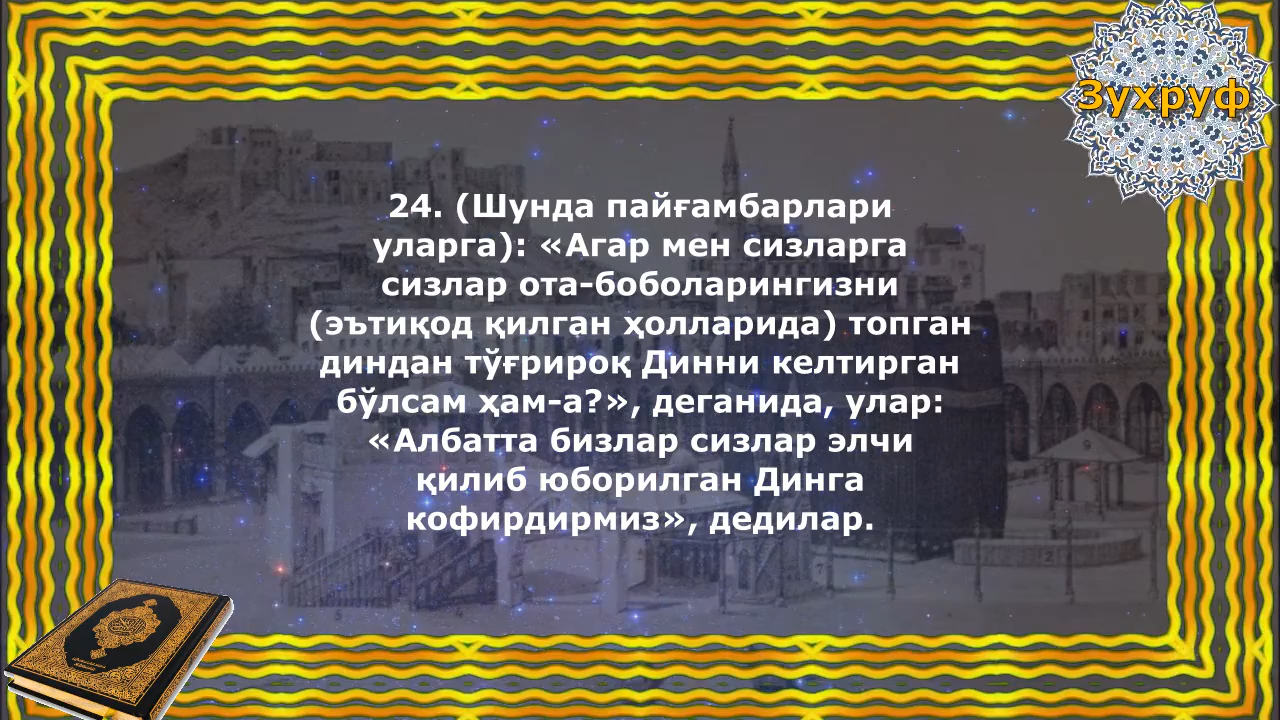 Зухруф
24. (Шунда пайғамбарлари
уларга): «Агар мен сизларга
сизлар ота-боболарингизни
(эътиқод қилган ҳолларида) топган
диндан тўғрироқ Динни келтирган
бўлсам ҳам-а?», деганида, улар:
«Албатта бизлар сизлар элчи
қилиб юборилган Динга
кофирдирмиз», дедилар.